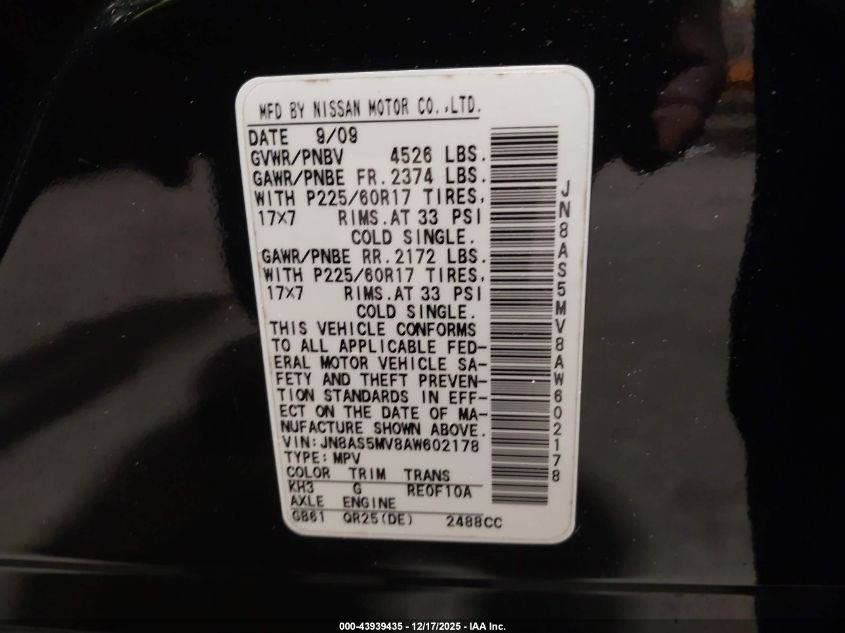 MFD BY NISSAN MOTOR CO.,LTD.
DATE 9/09
GVWR/PNBV 4526 LBS.
GAWR/PNBE FR. 2374 LBS.
WITH P225/60R17 TIRES,
17X7 RIMS.AT 33 PSI
COLD SINGLE.
GAWR/PNBE RR. 2172 LBS.
WITH P225/60R17 TIRES,
17X7 RIMS.AT 33 PSI
COLD SINGLE.
THIS VEHICLE CONFORMS
TO ALL APPLICABLE FED-
ERAL MOTOR VEHICLE SA-
FETY AND THEFT PREVEN-
TION STANDARDS IN EFF-
ECT ON THE DATE OF MA-
NUFACTURE SHOWN ABOVE.
VIN:JN8AS5MV8AW602178
TYPE:MPV
COLOR TRIM TRANS
KH3 G RE0F10A
AXLE ENGINE
GB61 QR25(DE) 2488CC
JN8AS5MV8AW602178
000-43939435 - 12/17/2025 - IAA Inc.